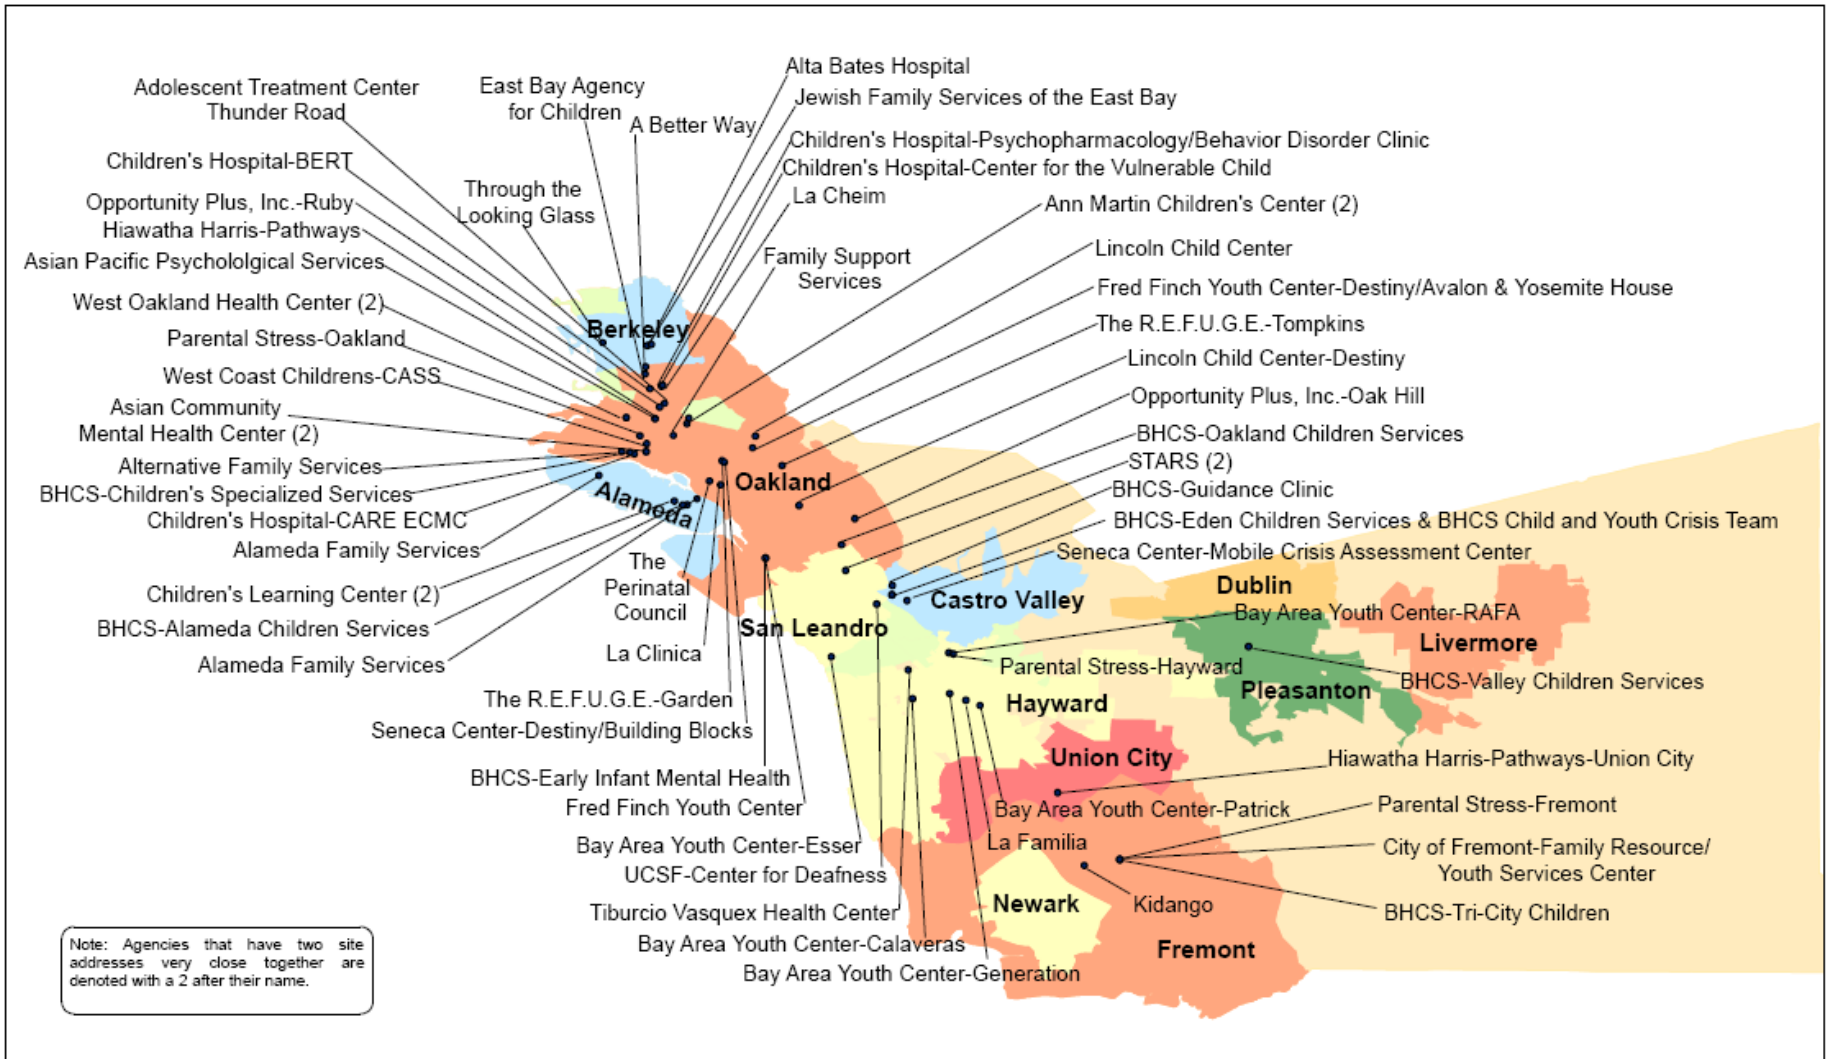 Alta Bates Hospital
Adolescent Treatment Center
Thunder Road
East Bay Agency
for Children
Jewish Family Services of the East Bay
A Better Way
Children's Hospital-Psychopharmacology/Behavior Disorder Clinic
Children's Hospital-BERT
Children's Hospital-Center for the Vulnerable Child
Through the
Looking Glass
La Cheim
Opportunity Plus, Inc.-Ruby
Ann Martin Children's Center (2)
Hiawatha Harris-Pathways
Lincoln Child Center
Asian Pacific Psychololgical Services
Family Support
Services
Fred Finch Youth Center-Destiny/Avalon & Yosemite House
West Oakland Health Center (2)
Berkeley
The R.E.F.U.G.E.-Tompkins
Parental Stress-Oakland
Lincoln Child Center-Destiny
West Coast Childrens-CASS
Opportunity Plus, Inc.-Oak Hill
Asian Community
Mental Health Center (2)
BHCS-Oakland Children Services
Alternative Family Services
STARS (2)
Oakland
BHCS-Children's Specialized Services
Alameda
BHCS-Guidance Clinic
Children's Hospital-CARE ECMC
BHCS-Eden Children Services & BHCS Child and Youth Crisis Team
Alameda Family Services
Seneca Center-Mobile Crisis Assessment Center
The
Perinatal
Council
Dublin
Children's Learning Center (2)
Castro Valley
Bay Area Youth Center-RAFA
BHCS-Alameda Children Services
San Leandro
Livermore
La Clinica
Alameda Family Services
Parental Stress-Hayward
BHCS-Valley Children Services
Pleasanton
The R.E.F.U.G.E.-Garden
Hayward
Seneca Center-Destiny/Building Blocks
Union City
Hiawatha Harris-Pathways-Union City
BHCS-Early Infant Mental Health
Fred Finch Youth Center
Bay Area Youth Center-Patrick
Parental Stress-Fremont
Bay Area Youth Center-Esser
La Familia
City of Fremont-Family Resource/
Youth Services Center
UCSF-Center for Deafness
Newark
Kidango
Tiburcio Vasquex Health Center
BHCS-Tri-City Children
Bay Area Youth Center-Calaveras
Fremont
Bay Area Youth Center-Generation
Note: Agencies that have two site
addresses very close together are
denoted with a 2 after their name.